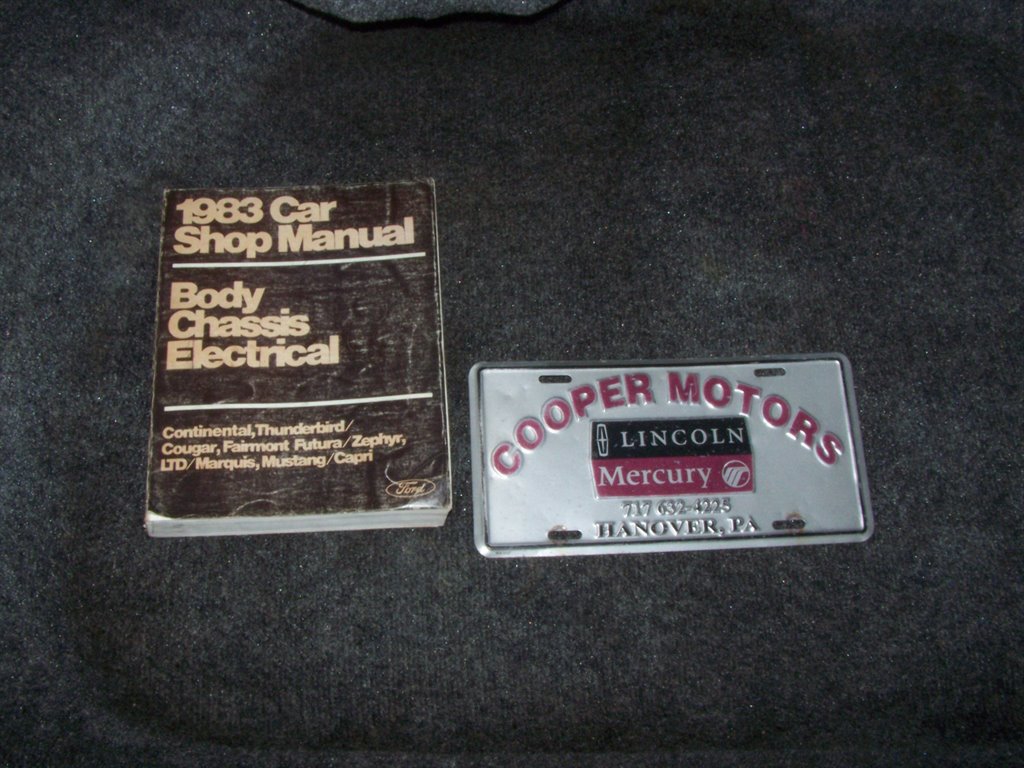 1983 Car
Shop Manual
Body
Chassis
Electrical
Continental, Thunderbird/
Cougar, Fairmont Futura/Zephyr,
LTD/Marquis, Mustang/Capri
Ford
COOPER MOTORS
LINCOLN
Mercury
717 632-4225
HANOVER, PA